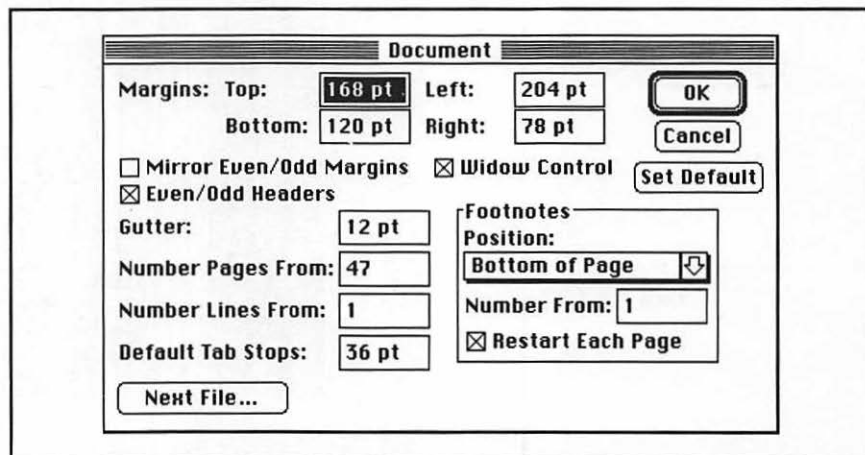 Document
Margins: Top: 168 pt Left: 204 pt OK
Bottom: 120 pt Right: 78 pt Cancel
Mirror Even/Odd Margins Widow Control Set Default
Even/Odd Headers
Gutter: 12 pt
Number Pages From: 47
Number Lines From: 1
Default Tab Stops: 36 pt
Footnotes
Position:
Bottom of Page
Number From: 1
Restart Each Page
Next File...